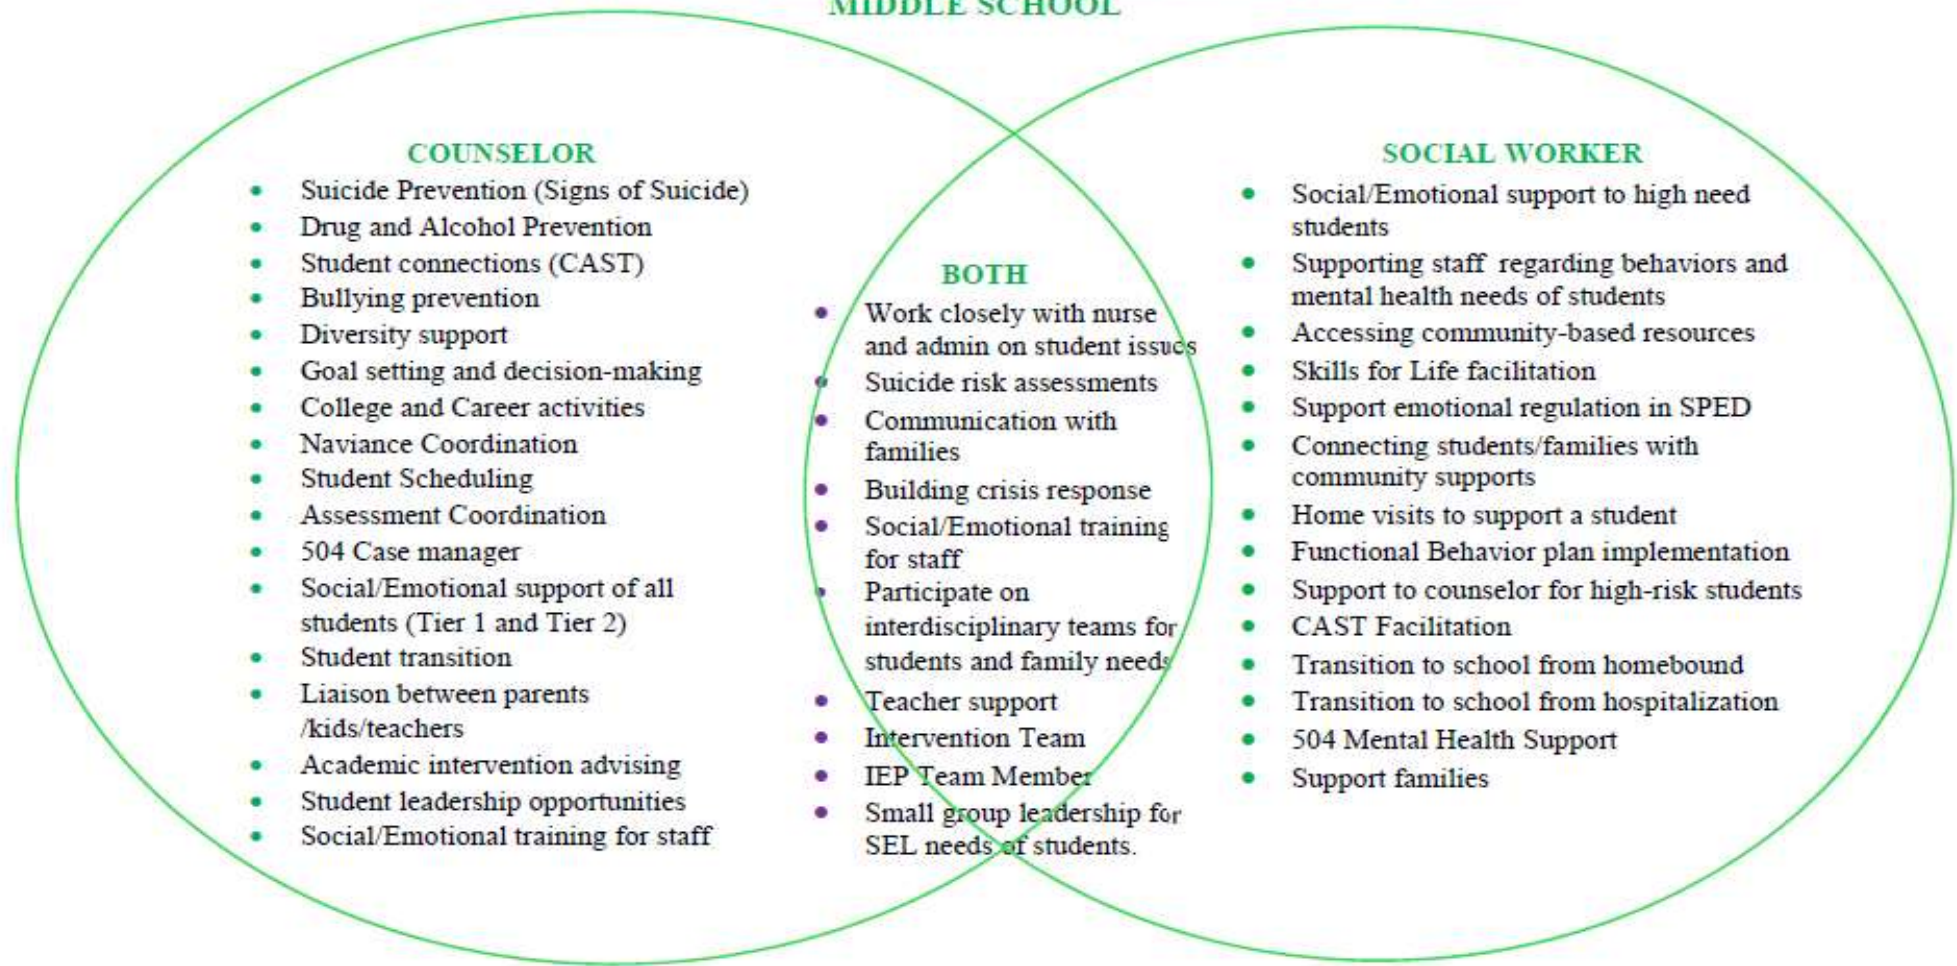 MIDDLE SCHOOL
COUNSELOR
Suicide Prevention (Signs of Suicide)
Drug and Alcohol Prevention
Student connections (CAST)
Bullying prevention
Diversity support
Goal setting and decision-making
College and Career activities
Naviance Coordination
Student Scheduling
Assessment Coordination
504 Case manager
Social/Emotional support of all
students (Tier 1 and Tier 2)
Student transition
Liaison between parents
/kids/teachers
Academic intervention advising
Student leadership opportunities
Social/Emotional training for staff
BOTH
Work closely with nurse
and admin on student issues
Suicide risk assessments
Communication with
families
Building crisis response
Social/Emotional training
for staff
Participate on
interdisciplinary teams for
students and family needs
Teacher support
Intervention Team
IEP Team Member
Small group leadership for
SEL needs of students.
SOCIAL WORKER
Social/Emotional support to high need
students
Supporting staff regarding behaviors and
mental health needs of students
Accessing community-based resources
Skills for Life facilitation
Support emotional regulation in SPED
Connecting students/families with
community supports
Home visits to support a student
Functional Behavior plan implementation
Support to counselor for high-risk students
CAST Facilitation
Transition to school from homebound
Transition to school from hospitalization
504 Mental Health Support
Support families